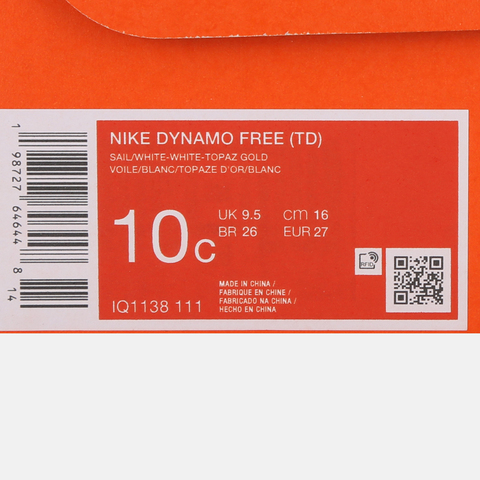 NIKE DYNAMO FREE (TD)
SAIL/WHITE-WHITE-TOPAZ GOLD
VOILE/BLANC/TOPAZE D'OR/BLANC
10C
UK 9.5 cm 16
BR 26 EUR 27
RFID
IQ1138 111
MADE IN CHINA /
FABRIQUE EN CHINE /
FABRICADO NA CHINA /
HECHO EN CHINA
1 98727 64644 8 14